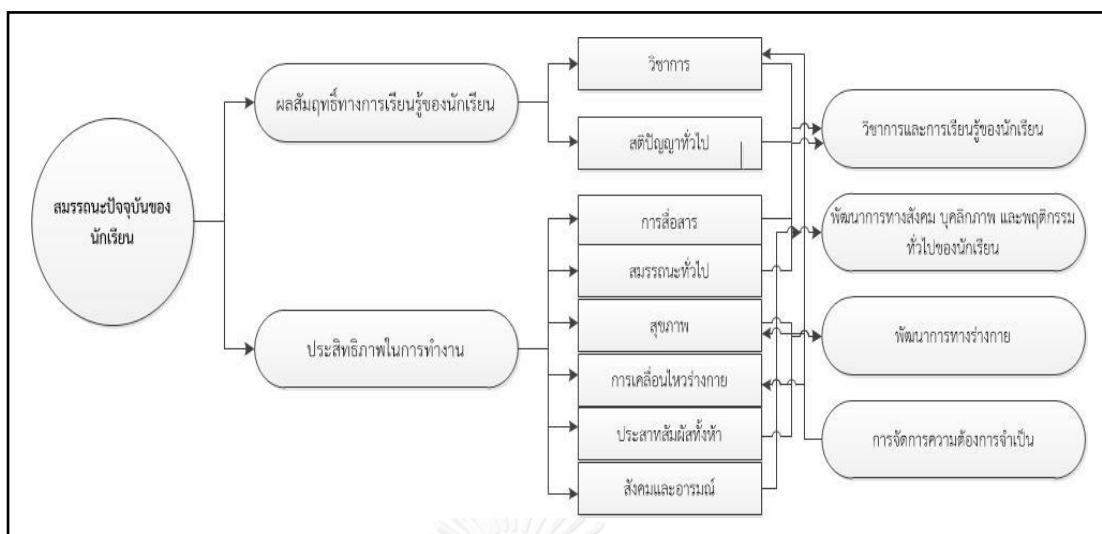 สมรรถนะปัจจุบันของ
นักเรียน
ผลสัมฤทธิ์ทางการเรียนรู้ของนักเรียน
ประสิทธิภาพในการทำงาน
วิชาการ
สติปัญญาทั่วไป
การสื่อสาร
สมรรถนะทั่วไป
สุขภาพ
การเคลื่อนไหวร่างกาย
ประสาทสัมผัสทั้งห้า
สังคมและอารมณ์
วิชาการและการเรียนรู้ของนักเรียน
พัฒนาการทางสังคม บุคลิกภาพ และพฤติกรรม
ทั่วไปของนักเรียน
พัฒนาการทางร่างกาย
การจัดการความต้องการจำเป็น